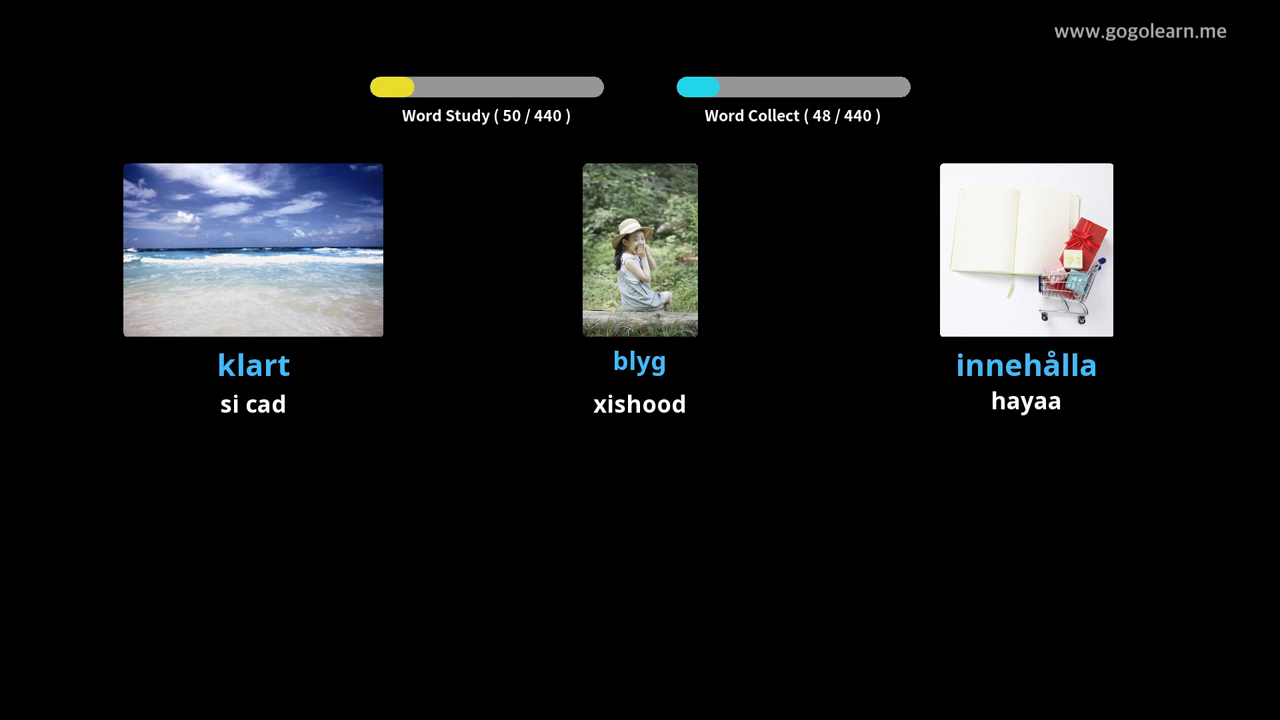 www.gogolearn.me
Word Study ( 50 / 440 )
Word Collect ( 48 / 440 )
klart
blyg
innehålla
si cad
xishood
hayaa